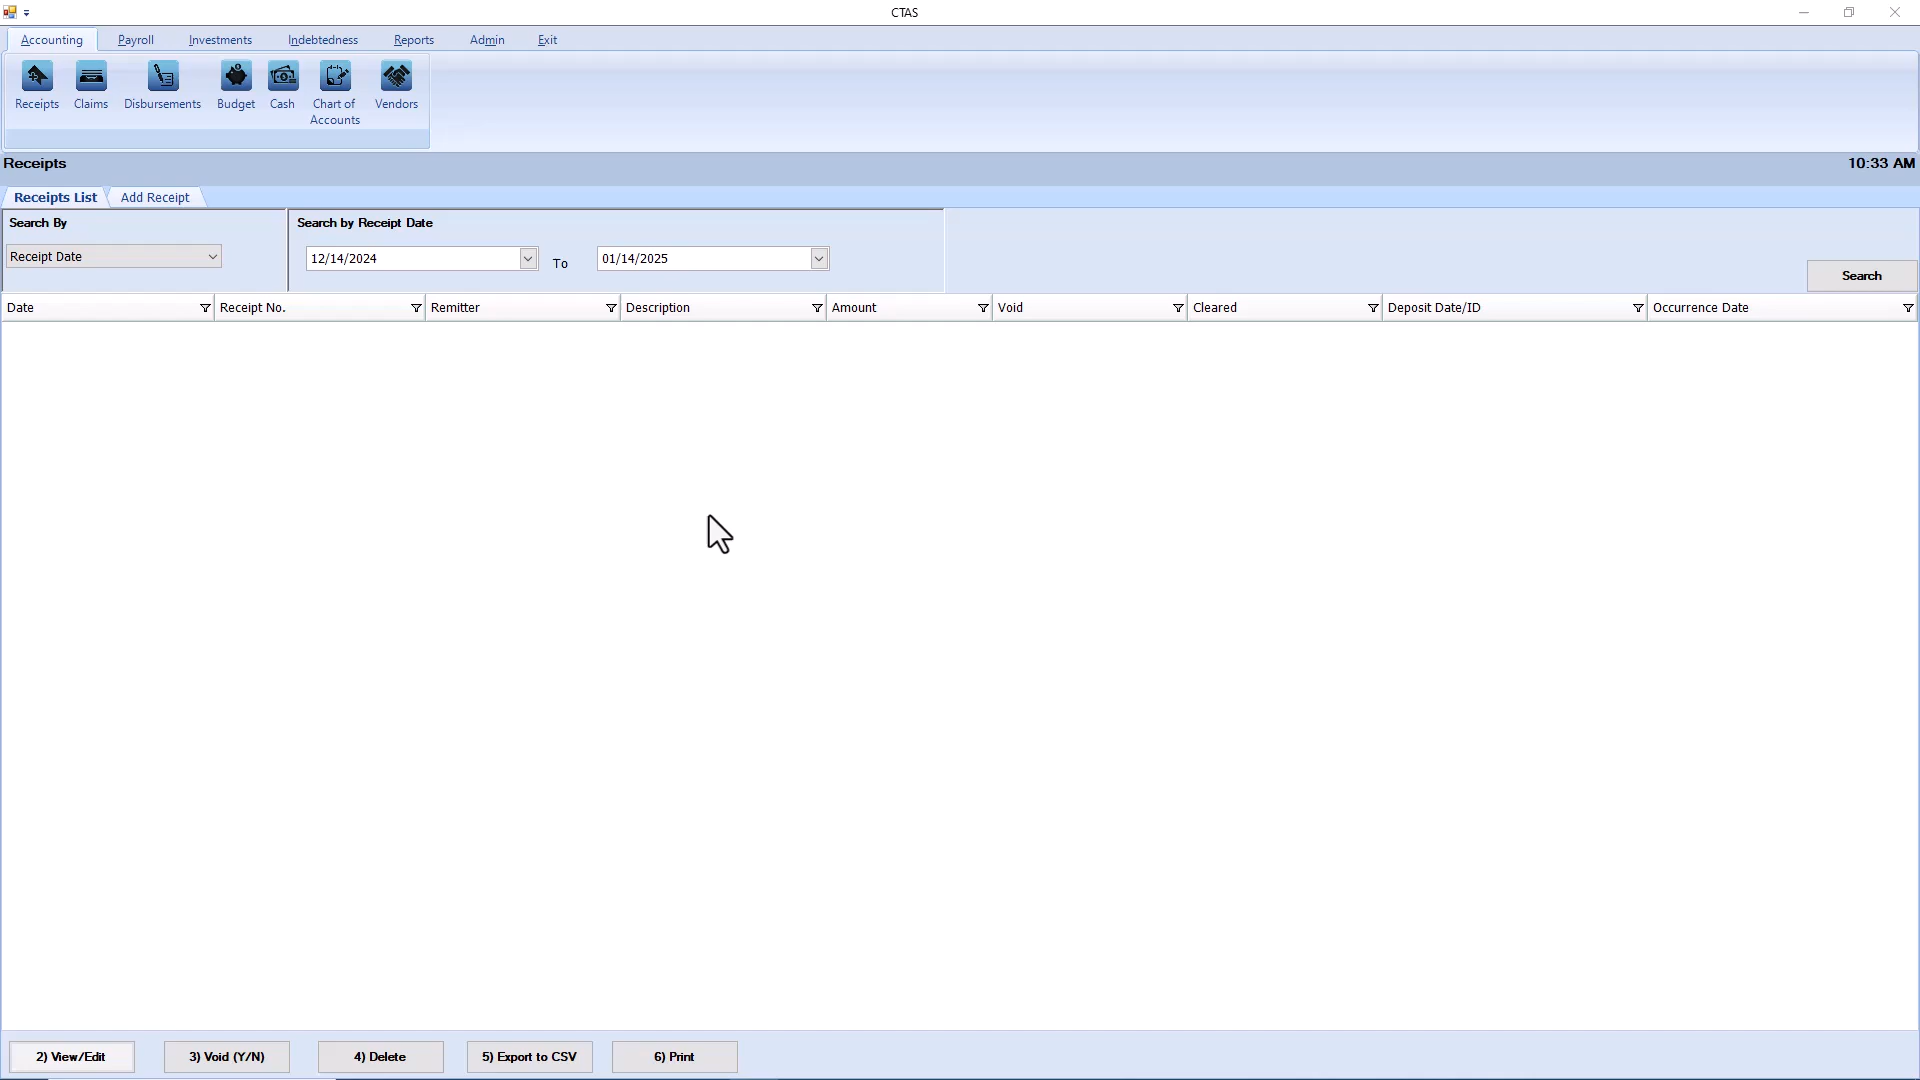 CTAS
Accounting Payroll Investments Indebtedness Reports Admin Exit
Receipts Claims Disbursements Budget Cash Chart of Accounts Vendors
Receipts 10:33 AM
Receipts List Add Receipt
Search By Search by Receipt Date
Receipt Date 12/14/2024 To 01/14/2025
Search
Date Receipt No. Remitter Description Amount Void Cleared Deposit Date/ID Occurrence Date
2) View/Edit 3) Void (Y/N) 4) Delete 5) Export to CSV 6) Print